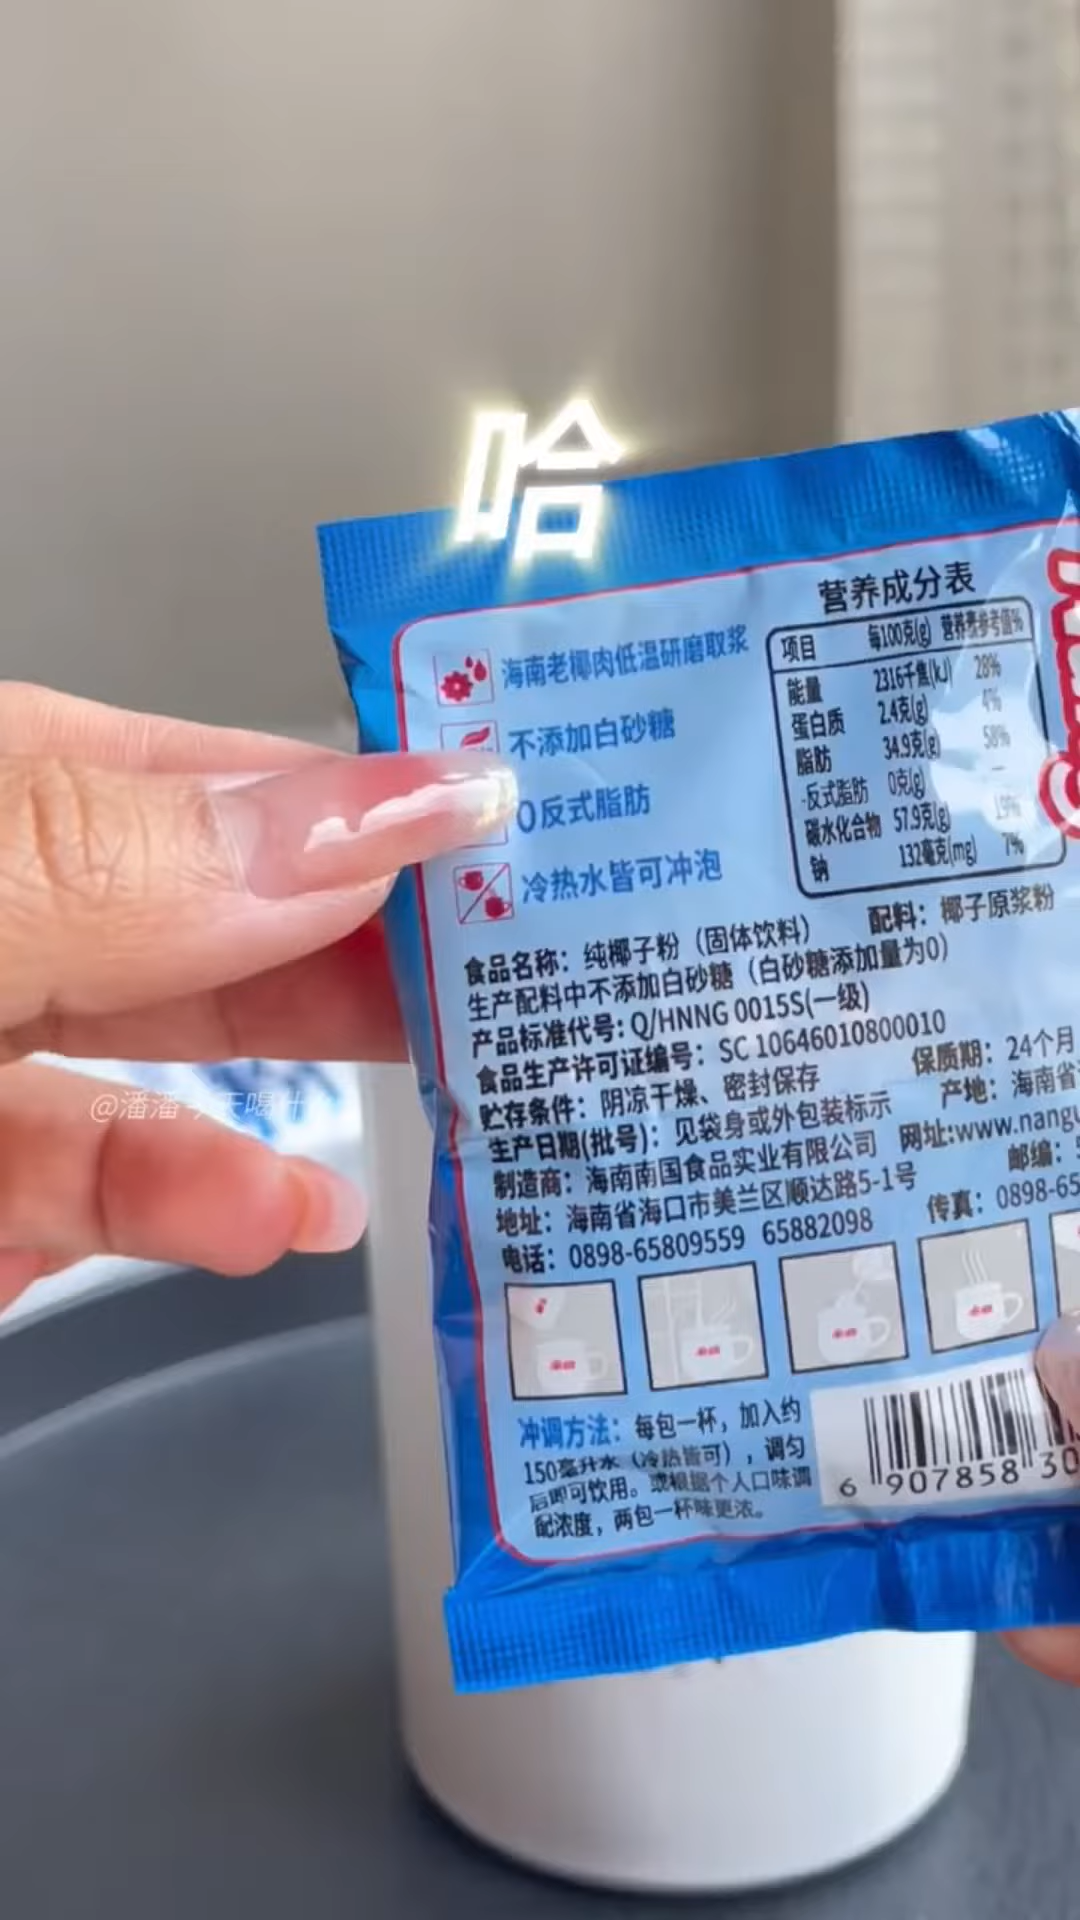 哈
营养成分表
项目 每100克(g) 营养素参考值%
能量 2316千焦(kJ) 28%
蛋白质 2.4克(g) 4%
脂肪 34.9克(g) 58%
-反式脂肪 0克(g) —
碳水化合物 57.9克(g) 19%
钠 132毫克(mg) 7%
海南老椰肉低温研磨取浆
不添加白砂糖
0反式脂肪
冷热水皆可冲泡
食品名称：纯椰子粉（固体饮料） 配料：椰子原浆粉
生产配料中不添加白砂糖（白砂糖添加量为0）
产品标准代号：Q/HNNG 0015S(一级)
食品生产许可证编号：SC 10646010800010
贮存条件：阴凉干燥、密封保存 保质期：24个月
生产日期(批号)：见袋身或外包装标示 产地：海南省
制造商：海南南国食品实业有限公司 网址:www.nangu
地址：海南省海口市美兰区顺达路5-1号 邮编：
电话：0898-65809559 65882098 传真：0898-65
冲调方法：每包一杯，加入约
150毫升水（冷热皆可），调匀
后即可饮用。或根据个人口味调
配浓度，两包一杯味更浓。
6 907858 30
@潘潘今天喝什